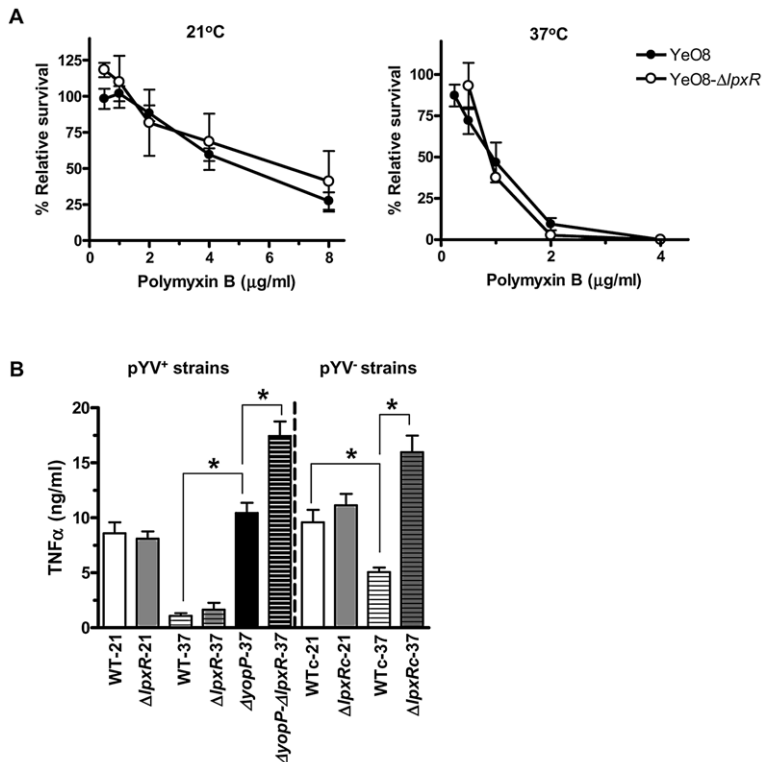 A
21°C
37°C
YeO8
YeO8-ΔlpxR
% Relative survival
125
100
75
50
25
0
0 2 4 6 8
Polymyxin B (μg/ml)
% Relative survival
100
75
50
25
0
0 2 4
Polymyxin B (μg/ml)
B
pYV+ strains
pYV- strains
TNFα (ng/ml)
20
15
10
5
0
*
*
*
*
WT-21
ΔlpxR-21
WT-37
ΔlpxR-37
ΔyopP-37
ΔyopP-ΔlpxR-37
WTc-21
ΔlpxRc-21
WTc-37
ΔlpxRc-37